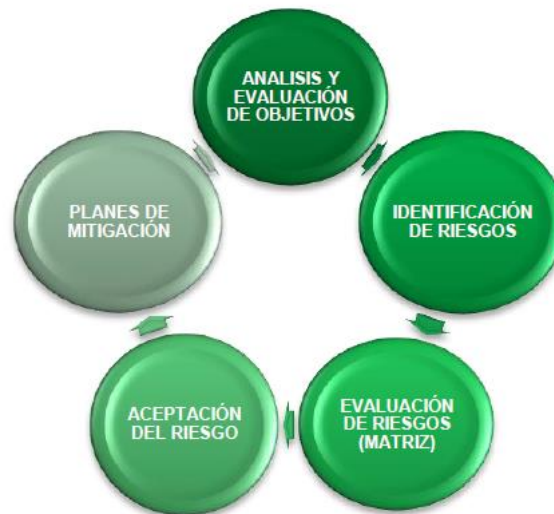 ANALISIS Y
EVALUACIÓN
DE OBJETIVOS
IDENTIFICACIÓN
DE RIESGOS
EVALUACIÓN
DE RIESGOS
(MATRIZ)
ACEPTACIÓN
DEL RIESGO
PLANES DE
MITIGACIÓN